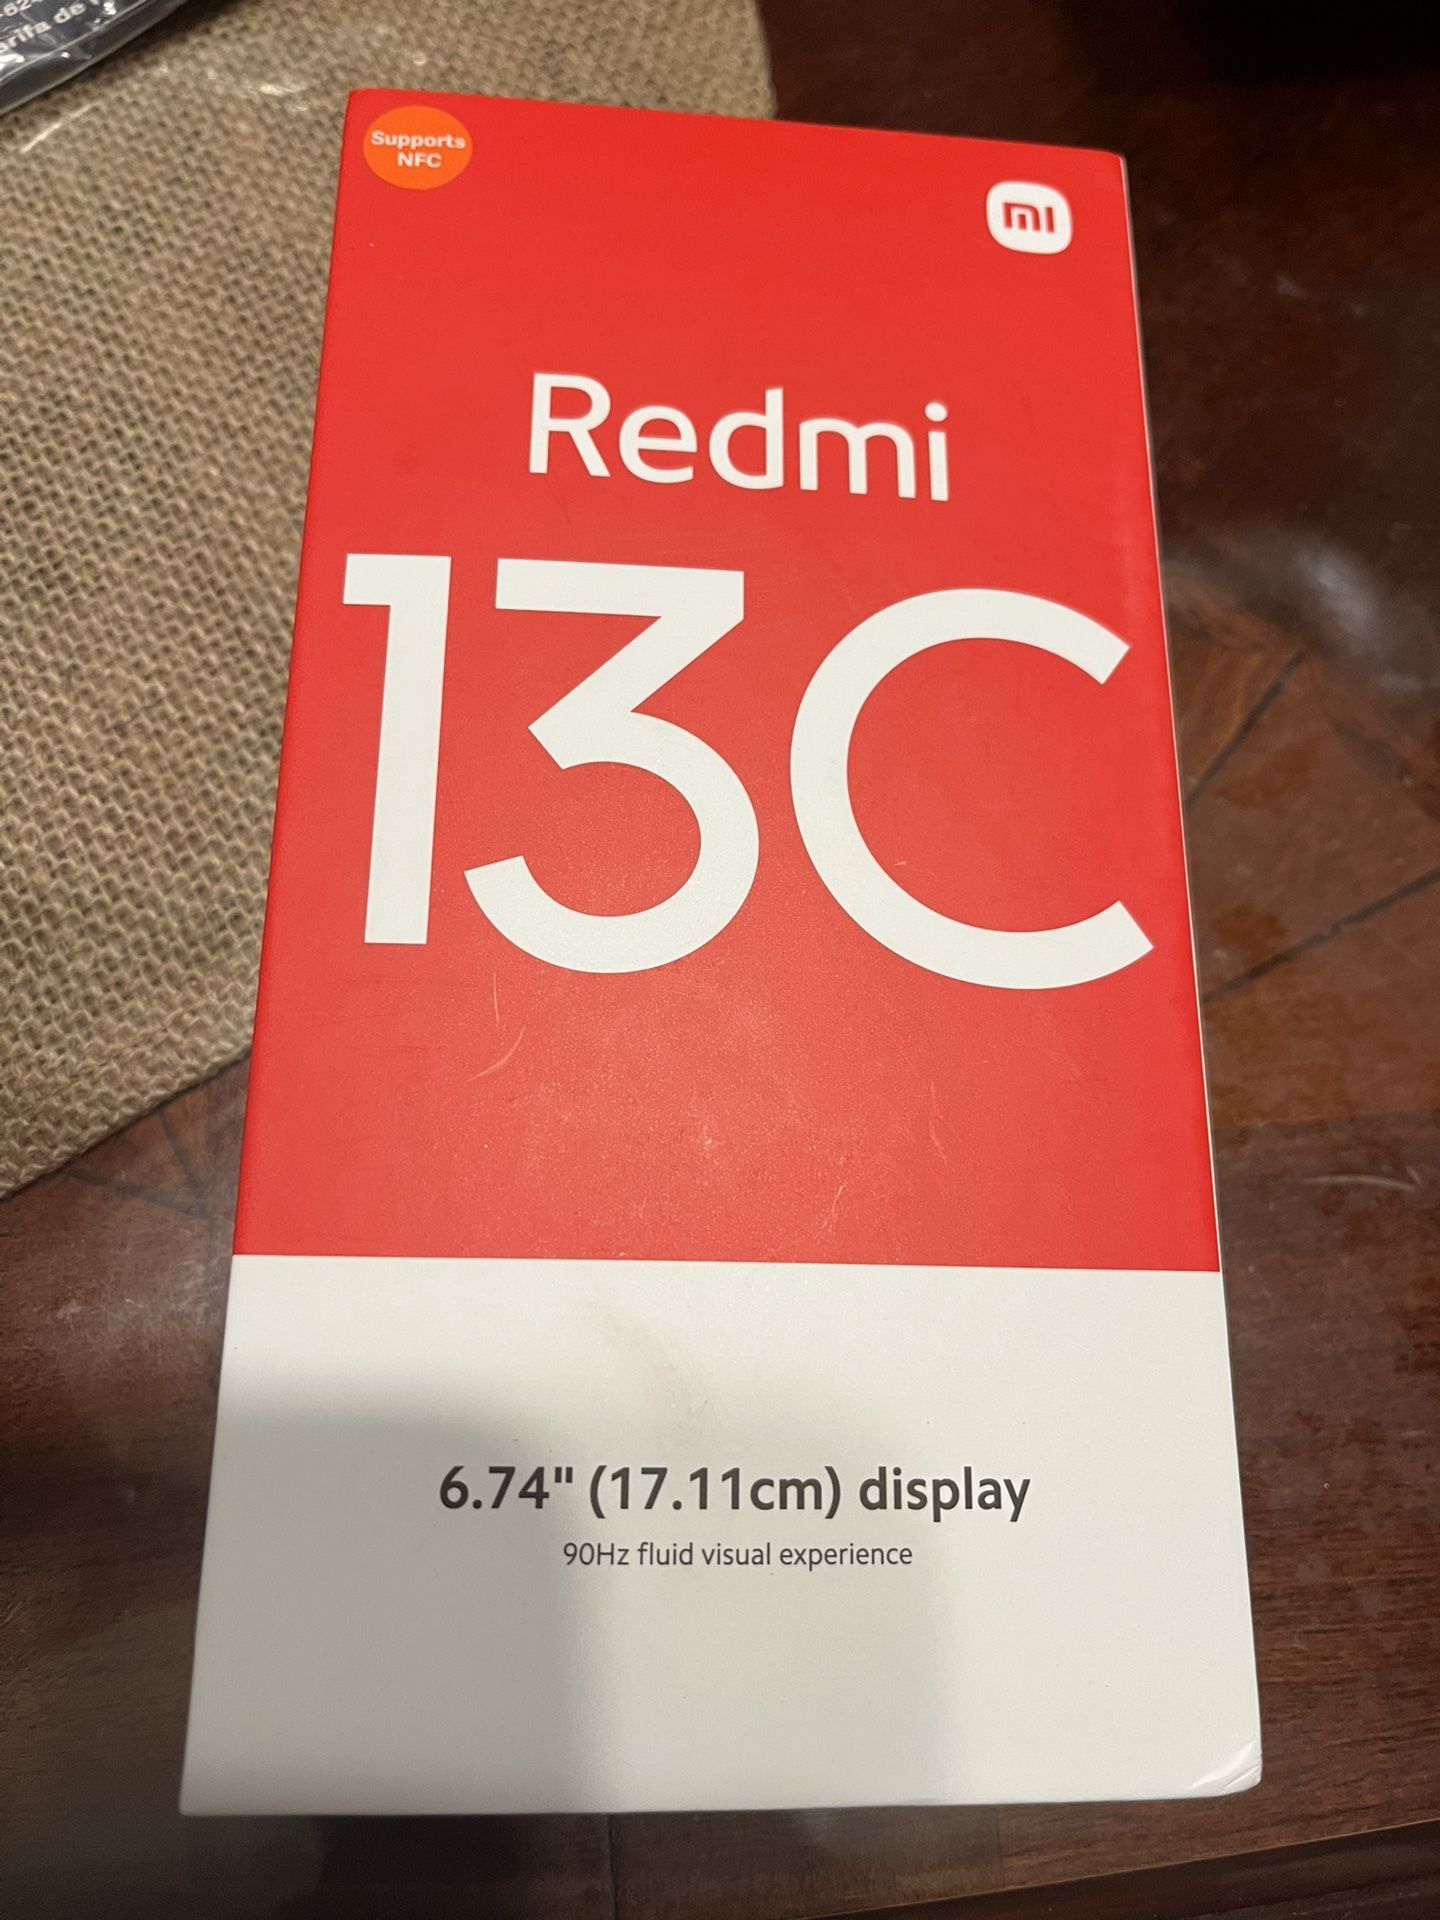 Supports
NFC
mi
Redmi
13C
6.74" (17.11cm) display
90Hz fluid visual experience